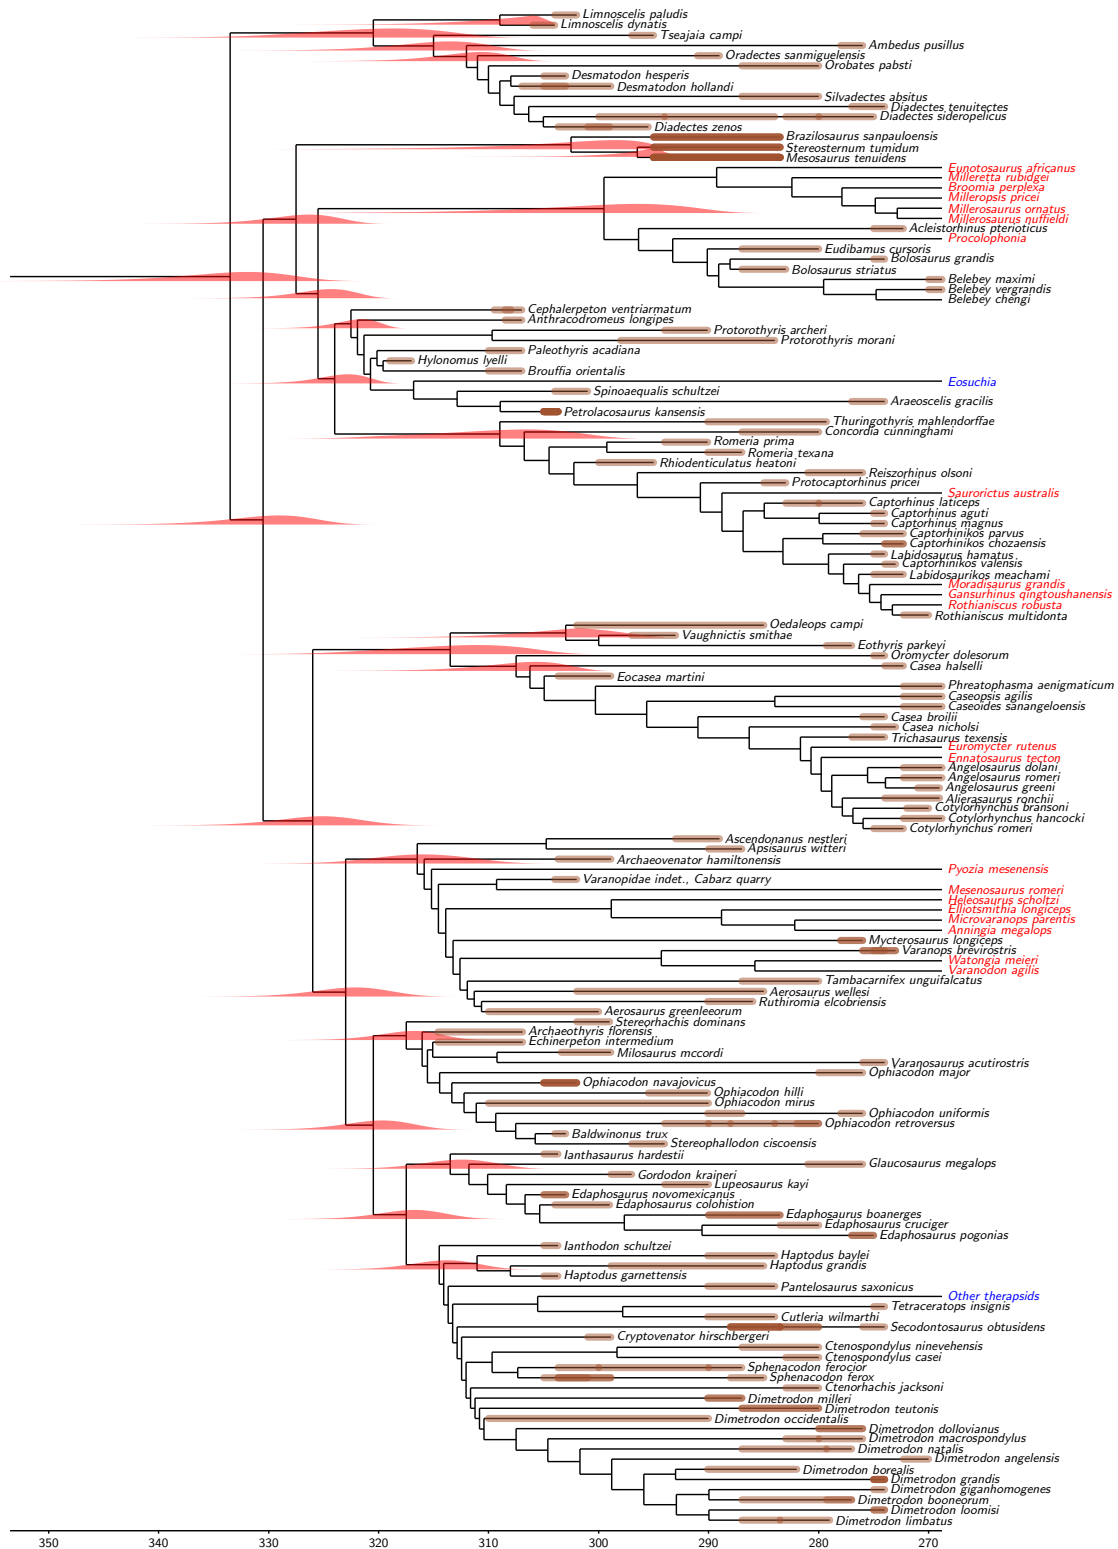 Limnoscelis paludis
Limnoscelis dynatis
Tseajaia campi
Ambedus pusillus
Oradectes sanmiguelensis
Orobates pabsti
Desmatodon hesperis
Desmatodon hollandi
Silvadectes absitus
Diadectes tenuitectes
Diadectes sideropelicus
Diadectes zenos
Brazilosaurus sanpauloensis
Stereosternum tumidum
Mesosaurus tenuidens
Eunotosaurus africanus
Milleretta rubidgei
Broomia perplexa
Milleropsis pricei
Millerosaurus ornatus
Millerosaurus nuffieldi
Acleistorhinus pteroticus
Procolophonia
Eudibamus cursoris
Bolosaurus grandis
Bolosaurus striatus
Belebey maximi
Belebey vergrandis
Belebey chengi
Cephalerpeton ventriarmatum
Anthracodromeus longipes
Protorothyris archeri
Protorothyris morani
Paleothyris acadiana
Hylonomus lyelli
Brouffia orientalis
Eosuchia
Spinoaequalis schultzei
Araeoscelis gracilis
Petrolacosaurus kansensis
Thuringothyris mahlendorffae
Concordia cunninghami
Romeria prima
Romeria texana
Rhiodenticulatus heatoni
Reiszorhinus olsoni
Protocaptorhinus pricei
Saurorictus australis
Captorhinus laticeps
Captorhinus aguti
Captorhinus magnus
Captorhinikos parvus
Captorhinikos chozaensis
Labidosaurus hamatus
Captorhinikos valensis
Labidosaurikos meachami
Moradisaurus grandis
Gansurhinus qingtoushanensis
Rothianiscus robusta
Rothianiscus multidonta
Oedaleops campi
Vaughnictis smithae
Eothyris parkeyi
Oromycter dolesorum
Casea halselli
Eocasea martini
Phreatophasma aenigmaticum
Caseopsis agilis
Caseoides sanangeloensis
Casea broilii
Casea nicholsi
Trichasaurus texensis
Euromycter rutenus
Ennatosaurus tecton
Angelosaurus dolani
Angelosaurus romeri
Angelosaurus greeni
Alierasaurus ronchii
Cotylorhynchus bransoni
Cotylorhynchus hancocki
Cotylorhynchus romeri
Ascendonanus nestleri
Apsisaurus witteri
Archaeovenator hamiltonensis
Pyozia mesenensis
Varanopidae indet., Cabarz quarry
Mesenosaurus romeri
Heleosaurus scholtzi
Elliotsmithia longiceps
Microvaranops parentis
Anningia megalops
Mycterosaurus longiceps
Varanops brevirostris
Watongia meieri
Varanodon agilis
Tambacarnifex unguifalcatus
Aerosaurus wellesi
Ruthiromia elcobriensis
Aerosaurus greenleeorum
Stereorhachis dominans
Archaeothyris florensis
Echinerpeton intermedium
Milosaurus mccordi
Varanosaurus acutirostris
Ophiacodon major
Ophiacodon navajovicus
Ophiacodon hilli
Ophiacodon mirus
Ophiacodon uniformis
Ophiacodon retroversus
Baldwinonus trux
Stereophallodon ciscoensis
Ianthasaurus hardestii
Glaucosaurus megalops
Gordodon kraineri
Lupeosaurus kayi
Edaphosaurus novomexicanus
Edaphosaurus colohistion
Edaphosaurus boanerges
Edaphosaurus cruciger
Edaphosaurus pogonias
Ianthodon schultzei
Haptodus baylei
Haptodus grandis
Haptodus garnettensis
Pantelosaurus saxonicus
Other therapsids
Tetraceratops insignis
Cutleria wilmarthi
Secodontosaurus obtusidens
Cryptovenator hirschbergeri
Ctenospondylus ninevehensis
Ctenospondylus casei
Sphenacodon ferocior
Sphenacodon ferox
Ctenorhachis jacksoni
Dimetrodon milleri
Dimetrodon teutonis
Dimetrodon occidentalis
Dimetrodon dollovianus
Dimetrodon macrospondylus
Dimetrodon natalis
Dimetrodon angelensis
Dimetrodon borealis
Dimetrodon grandis
Dimetrodon giganhomogenes
Dimetrodon booneorum
Dimetrodon loomisi
Dimetrodon limbatus
350 340 330 320 310 300 290 280 270